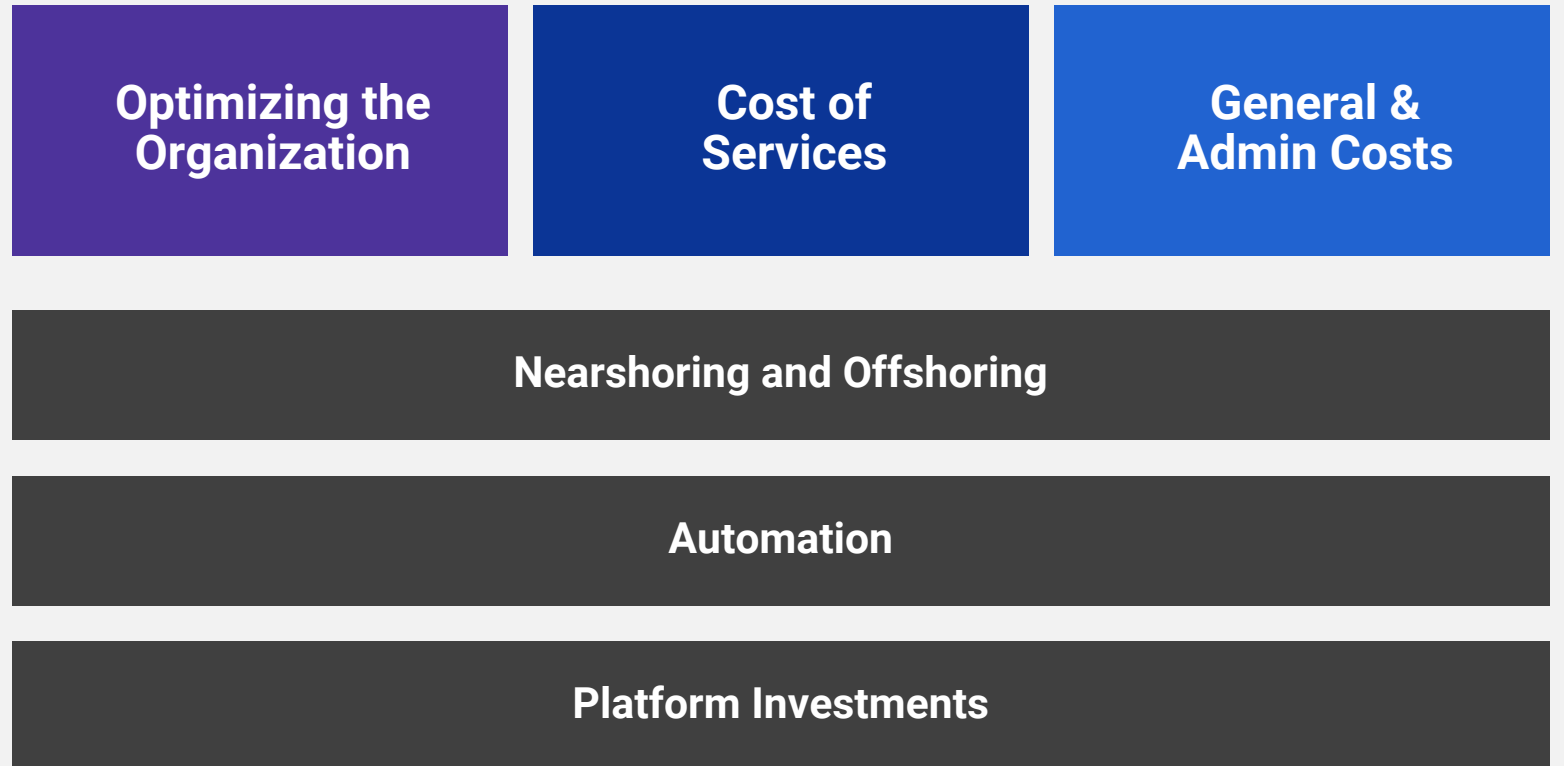 Optimizing the
Organization
Cost of
Services
General &
Admin Costs
Nearshoring and Offshoring
Automation
Platform Investments